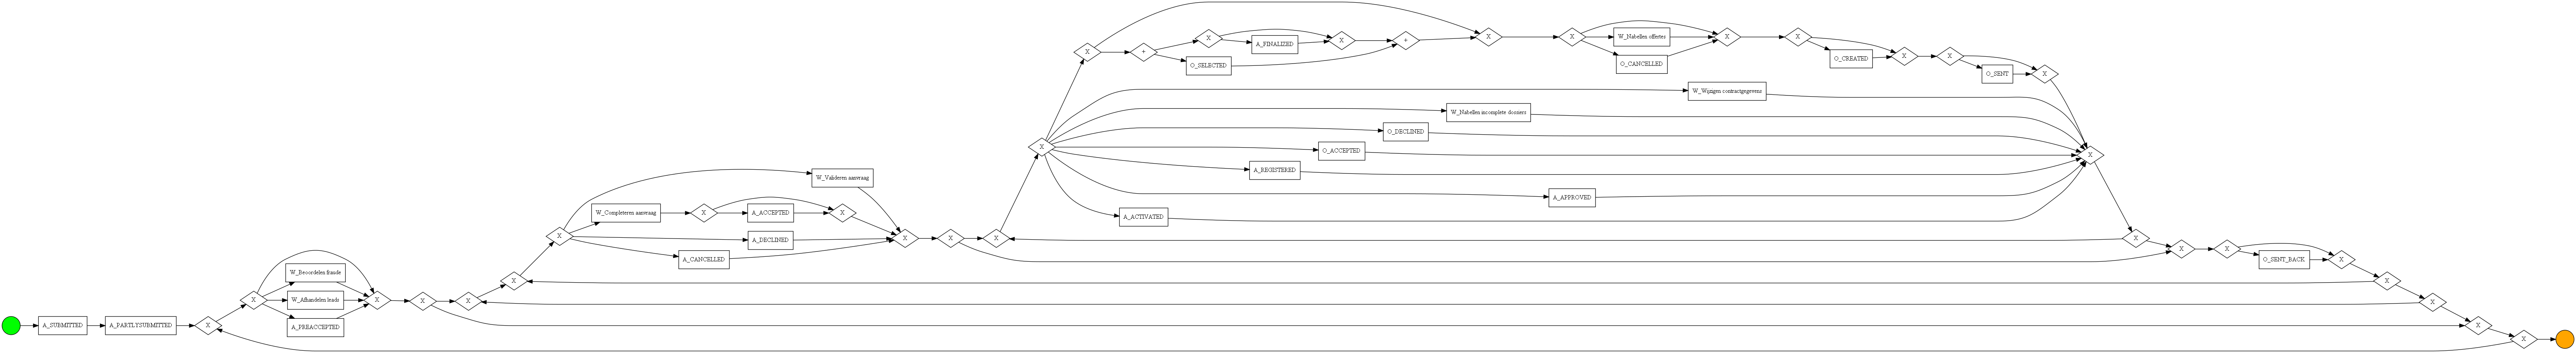 A_SUBMITTED
A_PARTLYSUBMITTED
X
X
W_Beoordelen fraude
W_Afhandelen leads
A_PREACCEPTED
X
X
X
X
X
W_Valideren aanvraag
W_Completeren aanvraag
X
A_ACCEPTED
X
A_DECLINED
A_CANCELLED
X
X
X
X
X
+
X
A_FINALIZED
X
O_SELECTED
+
X
X
W_Nabellen offertes
O_CANCELLED
X
X
O_CREATED
X
X
O_SENT
X
W_Wijzigen contractgegevens
W_Nabellen incomplete dossiers
O_DECLINED
O_ACCEPTED
A_REGISTERED
A_APPROVED
A_ACTIVATED
X
X
X
X
O_SENT_BACK
X
X
X
X
X